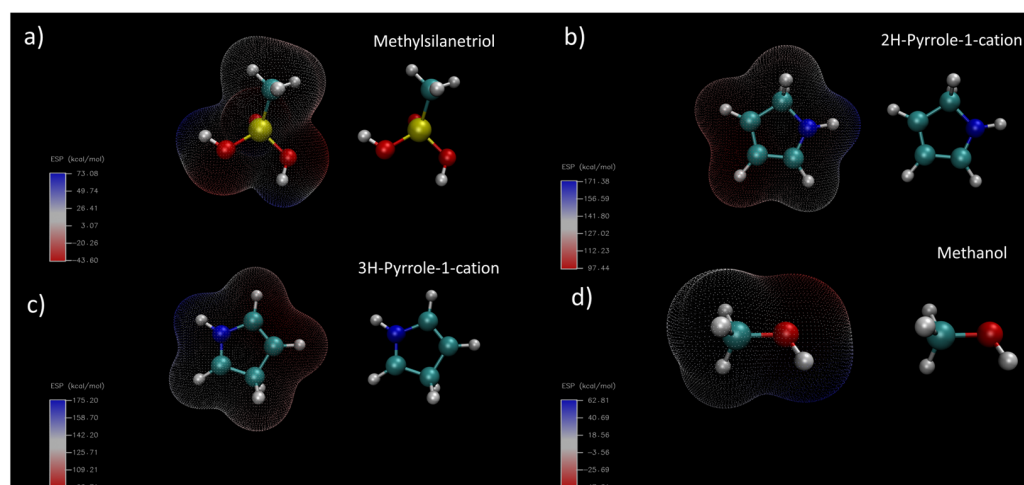 a)
Methylsilanetriol
b)
2H-Pyrrole-1-cation
ESP (kcal/mol)
73.08
49.74
26.41
3.07
-20.26
-43.60
ESP (kcal/mol)
171.38
156.59
141.80
127.02
112.23
97.44
c)
3H-Pyrrole-1-cation
d)
Methanol
ESP (kcal/mol)
175.20
158.70
142.20
125.71
109.21
ESP (kcal/mol)
62.81
40.69
18.56
-3.56
-25.69